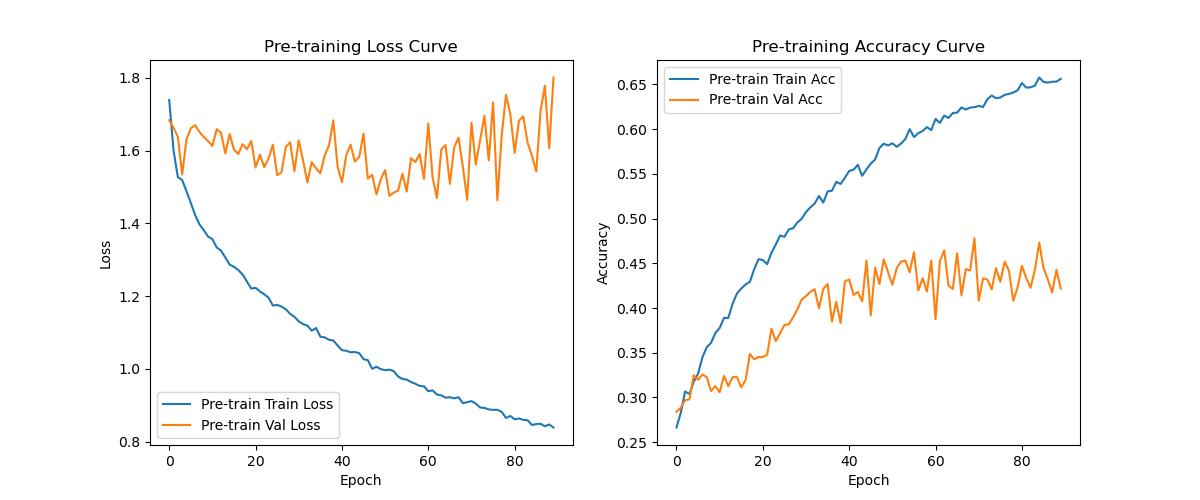 Pre-training Loss Curve
1.8
1.6
1.4
1.2
1.0
0.8
Loss
Pre-train Train Loss
Pre-train Val Loss
0
20
40
60
80
Epoch
Pre-training Accuracy Curve
Pre-train Train Acc
Pre-train Val Acc
0.65
0.60
0.55
0.50
0.45
0.40
0.35
0.30
0.25
Accuracy
0
20
40
60
80
Epoch